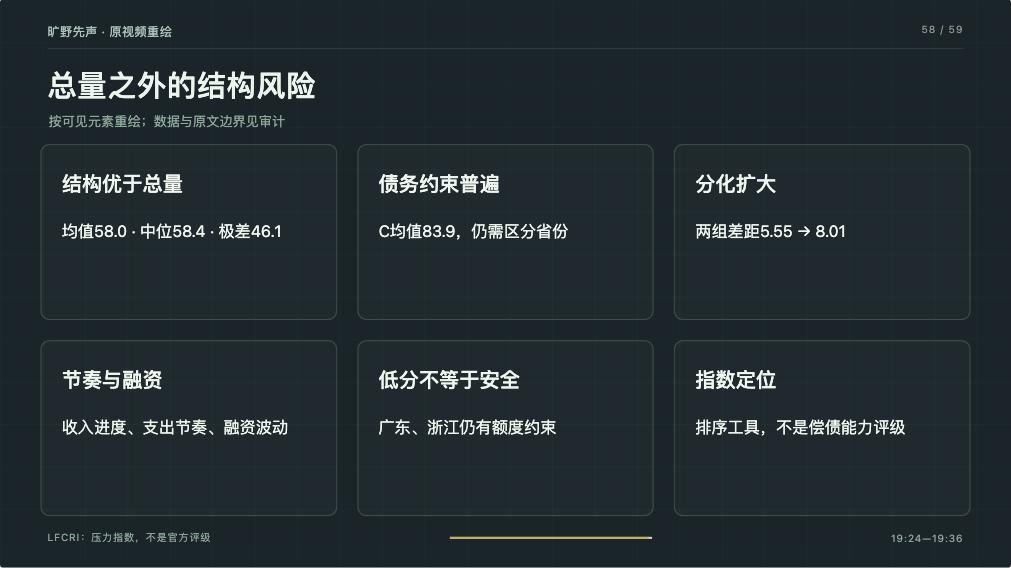 旷野先声 · 原视频重绘
58 / 59
总量之外的结构风险
按可见元素重绘；数据与原文边界见审计
结构优于总量
均值58.0 · 中位58.4 · 极差46.1
债务约束普遍
C均值83.9，仍需区分省份
分化扩大
两组差距5.55 → 8.01
节奏与融资
收入进度、支出节奏、融资波动
低分不等于安全
广东、浙江仍有额度约束
指数定位
排序工具，不是偿债能力评级
LFCRI：压力指数，不是官方评级
19:24—19:36